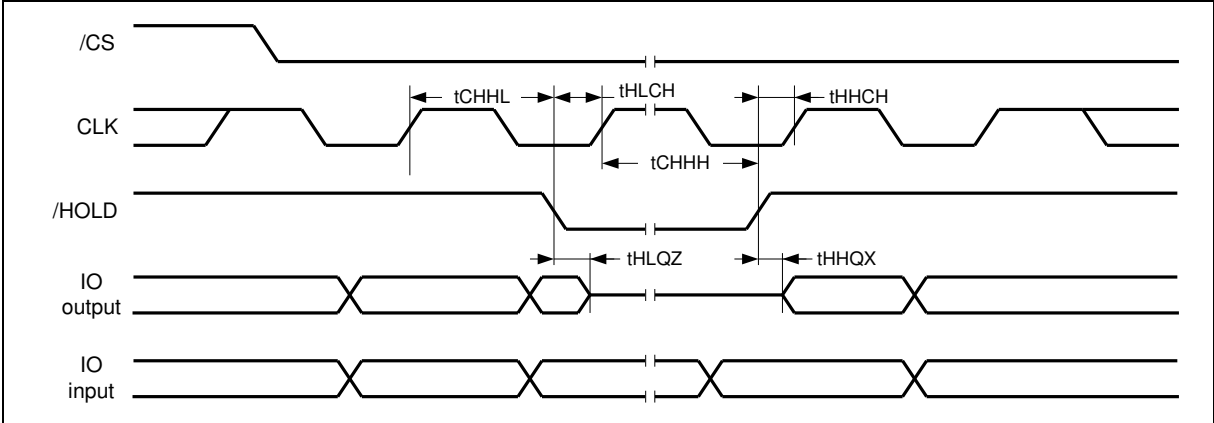 /CS
tCHHL
tHLCH
tHHCH
CLK
tCHHH
/HOLD
tHLQZ
tHHQX
IO
output
IO
input